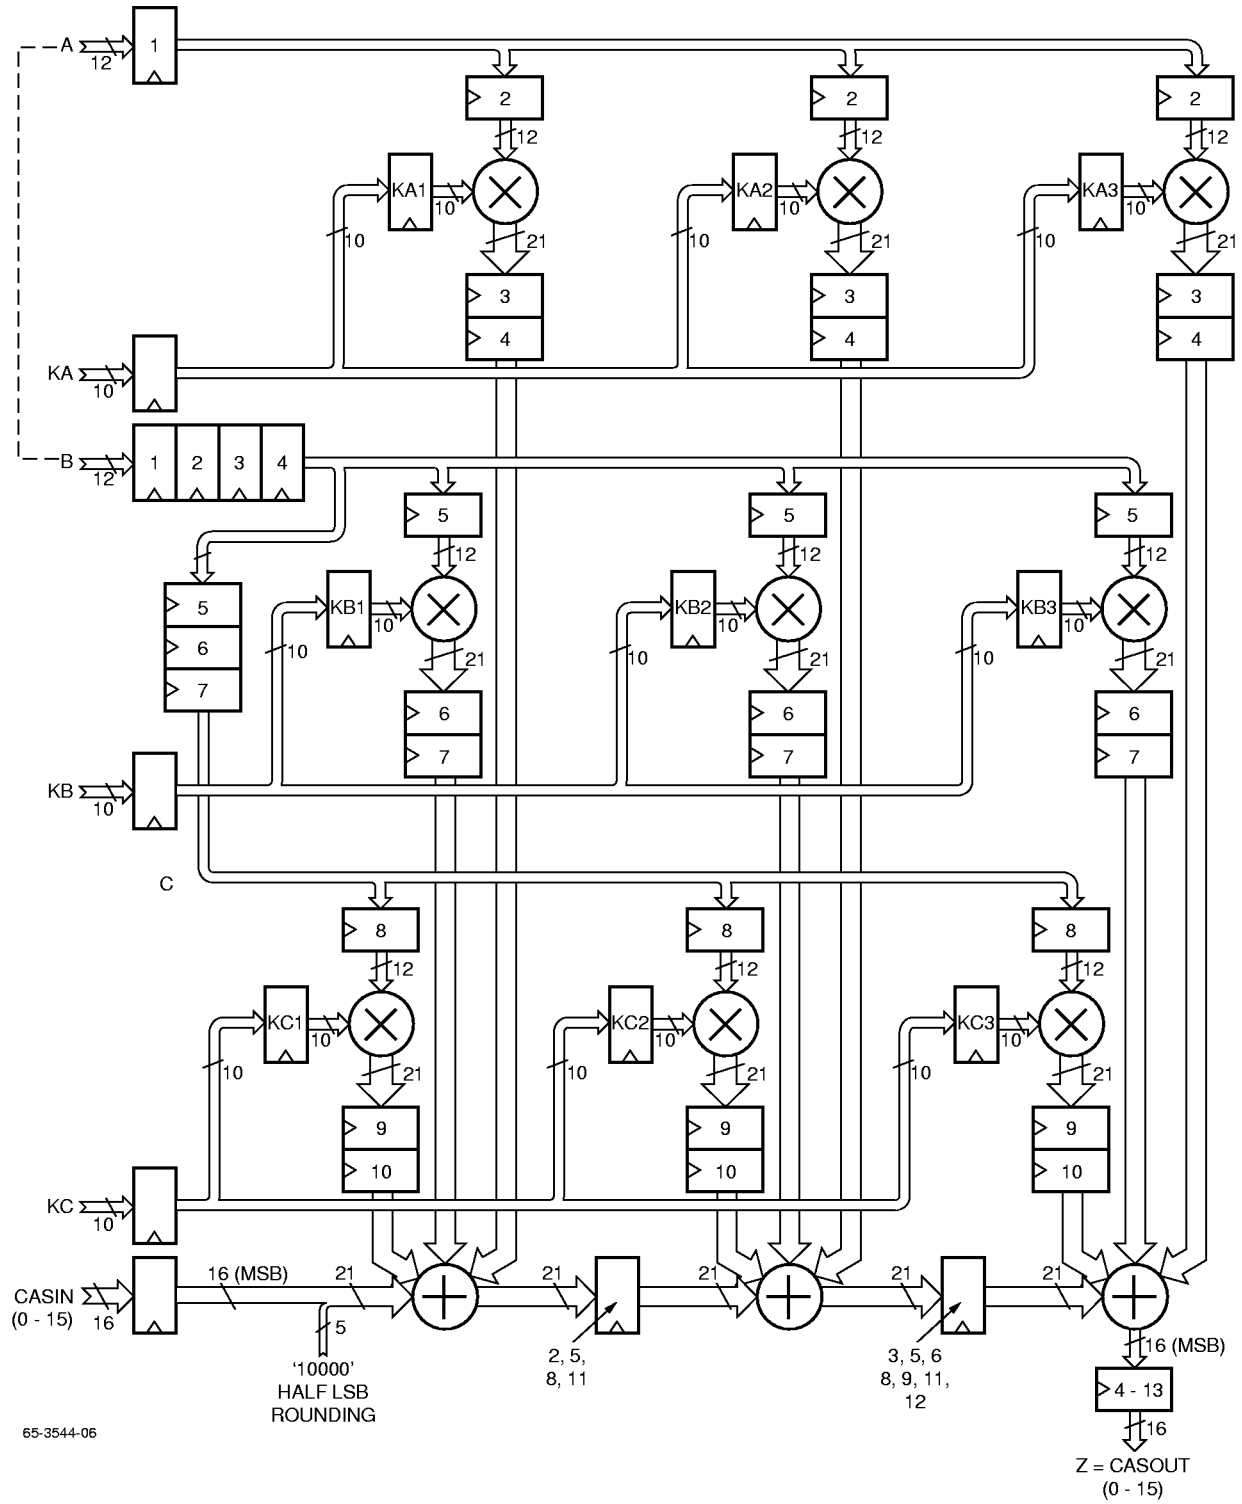 A 12 1
2 2 2
12 12 12
KA1 10 KA2 10 KA3 10
10 21 10 21 10 21
3 3 3
4 4 4
KA 10
B 12 1 2 3 4
5 5 5
12 12 12
5 KB1 10 KB2 10 KB3 10
6 10 21 10 21 10 21
7 6 6 6
7 7 7
KB 10
C
8 8 8
12 12 12
KC1 10 KC2 10 KC3 10
10 21 10 21 10 21
9 9 9
10 10 10
KC 10
16 (MSB) 21 21 21 21 21
CASIN
(0 - 15) 16
5
'10000'
HALF LSB
ROUNDING
2, 5,
8, 11
3, 5, 6
8, 9, 11,
12
16 (MSB)
4 - 13
16
Z = CASOUT
(0 - 15)
65-3544-06